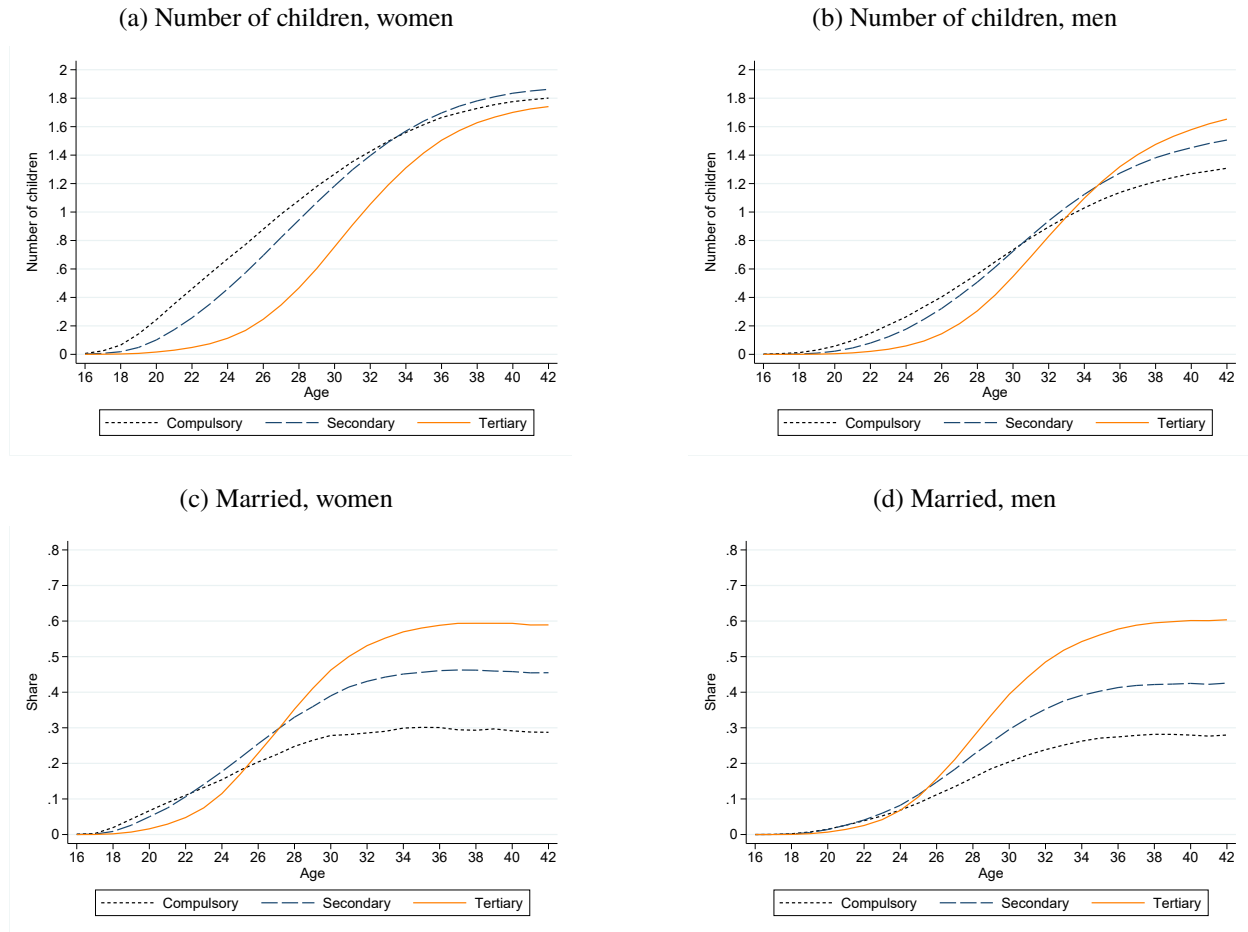 (a) Number of children, women
2
1.8
1.6
1.4
1.2
1
.8
.6
.4
.2
0
Number of children
16 18 20 22 24 26 28 30 32 34 36 38 40 42
Age
Compulsory Secondary Tertiary
(b) Number of children, men
2
1.8
1.6
1.4
1.2
1
.8
.6
.4
.2
0
Number of children
16 18 20 22 24 26 28 30 32 34 36 38 40 42
Age
Compulsory Secondary Tertiary
(c) Married, women
.8
.7
.6
.5
.4
.3
.2
.1
0
Share
16 18 20 22 24 26 28 30 32 34 36 38 40 42
Age
Compulsory Secondary Tertiary
(d) Married, men
.8
.7
.6
.5
.4
.3
.2
.1
0
Share
16 18 20 22 24 26 28 30 32 34 36 38 40 42
Age
Compulsory Secondary Tertiary